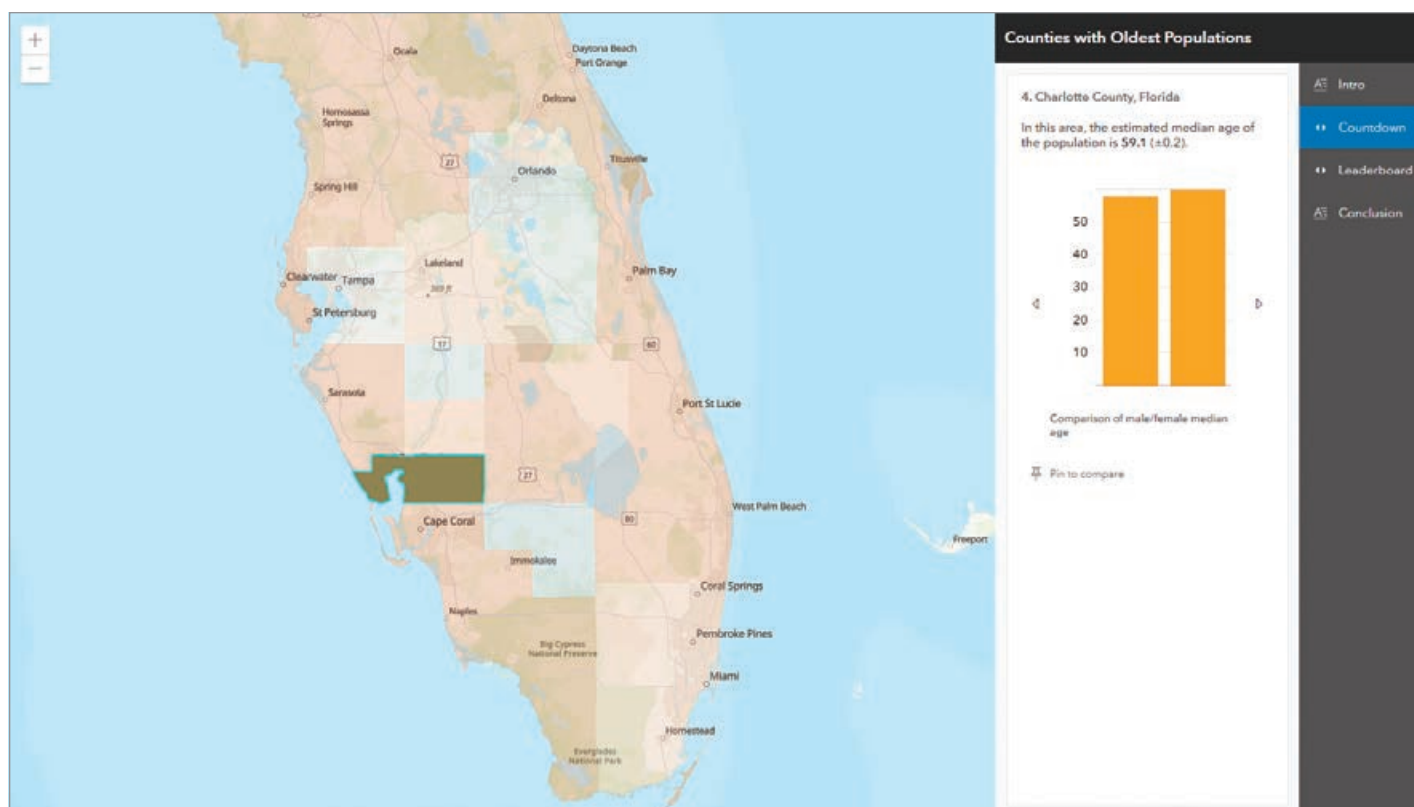 +
−
Ocala
Daytona Beach
Port Orange
Deltona
Homosassa
Springs
27
Titusville
Orlando
Spring Hill
Lakeland
Clearwater
Tampa
Palm Bay
369 ft
St Petersburg
17
60
Sarasota
Port St Lucie
27
West Palm Beach
80
Cape Coral
Freeport
Immokalee
Coral Springs
Naples
Pembroke Pines
Big Cypress
National Preserve
Miami
Homestead
Everglades
National Park
Counties with Oldest Populations
4. Charlotte County, Florida
In this area, the estimated median age of
the population is 59.1 (±0.2).
50
40
30
20
10
Comparison of male/female median
age
Pin to compare
Intro
Countdown
Leaderboard
Conclusion